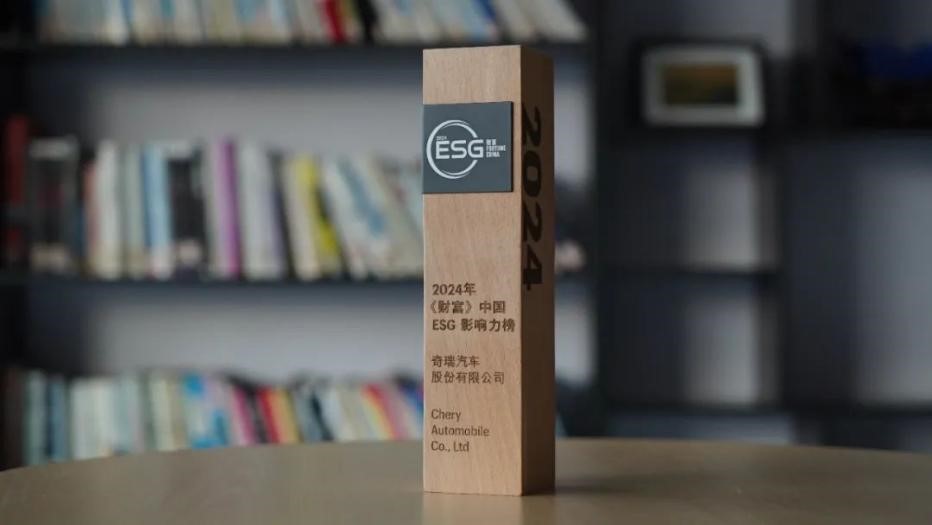 2024
ESG
财富
FORTUNE
CHINA
2024
2024年
《财富》中国
ESG 影响力榜
奇瑞汽车
股份有限公司
Chery
Automobile
Co., Ltd